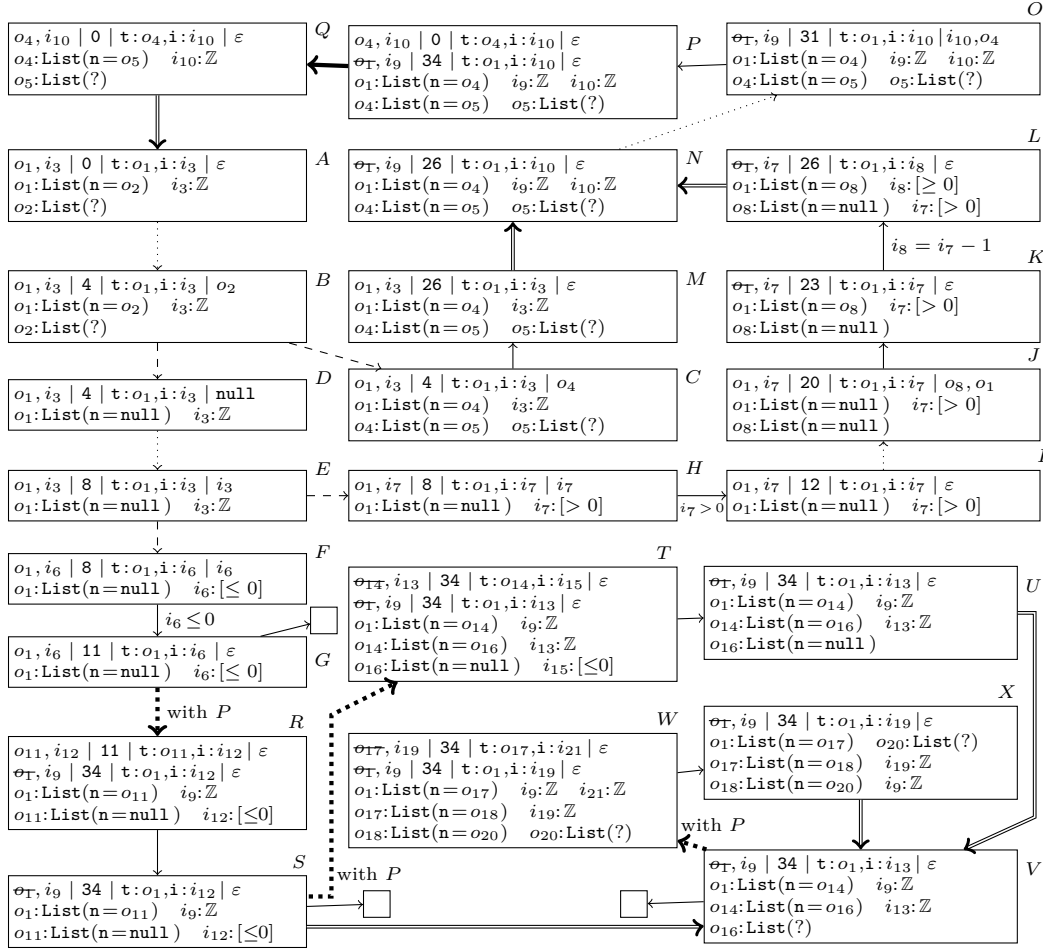 Q
o₄, i₁₀ | 0 | t:o₄,i:i₁₀ | ε
o₄:List(n=o₅) i₁₀:ℤ
o₅:List(?)
P
o₄, i₁₀ | 0 | t:o₄,i:i₁₀ | ε
o̶₁̶, i₉ | 34 | t:o₁,i:i₁₀ | ε
o₁:List(n=o₄) i₉:ℤ i₁₀:ℤ
o₄:List(n=o₅) o₅:List(?)
O
o̶₁̶, i₉ | 31 | t:o₁,i:i₁₀ | i₁₀,o₄
o₁:List(n=o₄) i₉:ℤ i₁₀:ℤ
o₄:List(n=o₅) o₅:List(?)
A
o₁, i₃ | 0 | t:o₁,i:i₃ | ε
o₁:List(n=o₂) i₃:ℤ
o₂:List(?)
N
o̶₁̶, i₉ | 26 | t:o₁,i:i₁₀ | ε
o₁:List(n=o₄) i₉:ℤ i₁₀:ℤ
o₄:List(n=o₅) o₅:List(?)
L
o̶₁̶, i₇ | 26 | t:o₁,i:i₈ | ε
o₁:List(n=o₈) i₈:[≥ 0]
o₈:List(n=null) i₇:[> 0]
i₈ = i₇ − 1
B
o₁, i₃ | 4 | t:o₁,i:i₃ | o₂
o₁:List(n=o₂) i₃:ℤ
o₂:List(?)
M
o₁, i₃ | 26 | t:o₁,i:i₃ | ε
o₁:List(n=o₄) i₃:ℤ
o₄:List(n=o₅) o₅:List(?)
K
o̶₁̶, i₇ | 23 | t:o₁,i:i₇ | ε
o₁:List(n=o₈) i₇:[> 0]
o₈:List(n=null)
D
o₁, i₃ | 4 | t:o₁,i:i₃ | null
o₁:List(n=null) i₃:ℤ
C
o₁, i₃ | 4 | t:o₁,i:i₃ | o₄
o₁:List(n=o₄) i₃:ℤ
o₄:List(n=o₅) o₅:List(?)
J
o₁, i₇ | 20 | t:o₁,i:i₇ | o₈, o₁
o₁:List(n=null) i₇:[> 0]
o₈:List(n=null)
E
o₁, i₃ | 8 | t:o₁,i:i₃ | i₃
o₁:List(n=null) i₃:ℤ
H
o₁, i₇ | 8 | t:o₁,i:i₇ | i₇
o₁:List(n=null) i₇:[> 0]
i₇ > 0
I
o₁, i₇ | 12 | t:o₁,i:i₇ | ε
o₁:List(n=null) i₇:[> 0]
F
o₁, i₃ | 8 | t:o₁,i:i₆ | i₆
o₁:List(n=null) i₆:[≤ 0]
i₆ ≤ 0
G
o₁, i₆ | 11 | t:o₁,i:i₆ | ε
o₁:List(n=null) i₆:[≤ 0]
with P
T
o̶₁̶₄̶, i₁₃ | 34 | t:o₁₄,i:i₁₅ | ε
o̶₁̶, i₉ | 34 | t:o₁,i:i₁₃ | ε
o₁:List(n=o₁₄) i₉:ℤ
o₁₄:List(n=o₁₆) i₁₃:ℤ
o₁₆:List(n=null) i₁₅:[≤0]
U
o̶₁̶, i₉ | 34 | t:o₁,i:i₁₃ | ε
o₁:List(n=o₁₄) i₉:ℤ
o₁₄:List(n=o₁₆) i₁₃:ℤ
o₁₆:List(n=null)
R
o₁₁, i₁₂ | 11 | t:o₁₁,i:i₁₂ | ε
o̶₁̶, i₉ | 34 | t:o₁,i:i₁₂ | ε
o₁:List(n=o₁₁) i₉:ℤ
o₁₁:List(n=null) i₁₂:[≤0]
W
o̶₁̶₇̶, i₁₉ | 34 | t:o₁₇,i:i₂₁ | ε
o̶₁̶, i₉ | 34 | t:o₁,i:i₁₉ | ε
o₁:List(n=o₁₇) i₉:ℤ i₂₁:ℤ
o₁₇:List(n=o₁₈) i₁₉:ℤ
o₁₈:List(n=o₂₀) o₂₀:List(?)
X
o̶₁̶, i₉ | 34 | t:o₁,i:i₁₉ | ε
o₁:List(n=o₁₇) o₂₀:List(?)
o₁₇:List(n=o₁₈) i₁₉:ℤ
o₁₈:List(n=o₂₀) i₉:ℤ
with P
S
o̶₁̶, i₉ | 34 | t:o₁,i:i₁₂ | ε
o₁:List(n=o₁₁) i₉:ℤ
o₁₁:List(n=null) i₁₂:[≤0]
with P
V
o̶₁̶, i₉ | 34 | t:o₁,i:i₁₃ | ε
o₁:List(n=o₁₄) i₉:ℤ
o₁₄:List(n=o₁₆) i₁₃:ℤ
o₁₆:List(?)